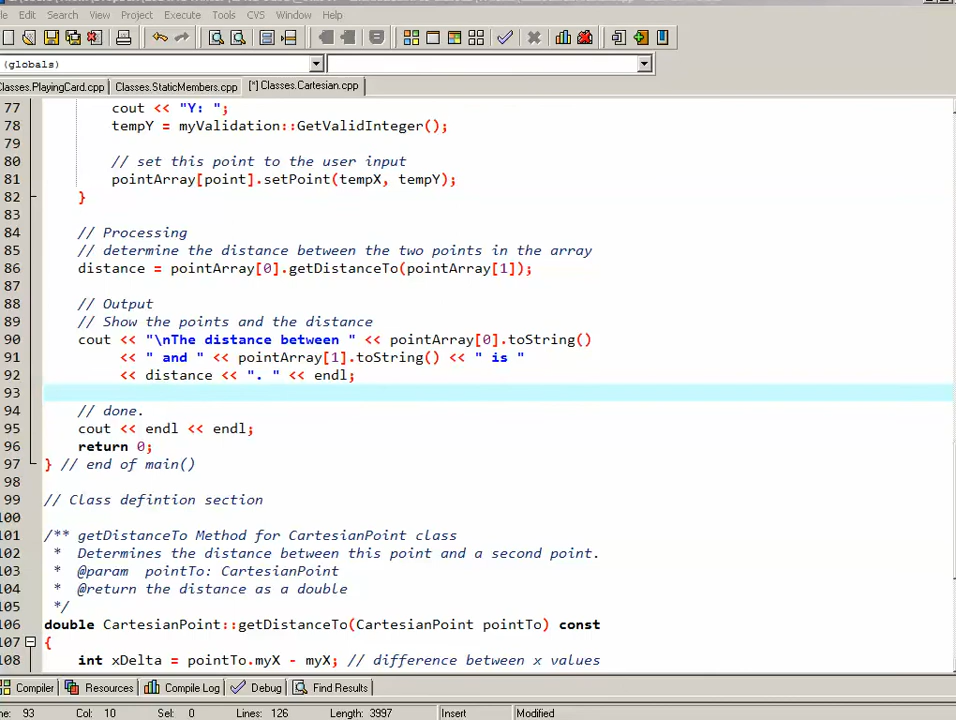 Edit Search View Project Execute Tools CVS Window Help
(globals)
Classes.PlayingCard.cpp Classes.StaticMembers.cpp [*] Classes.Cartesian.cpp
77 cout << "Y: ";
78 tempY = myValidation::GetValidInteger();
79
80 // set this point to the user input
81 pointArray[point].setPoint(tempX, tempY);
82 }
83
84 // Processing
85 // determine the distance between the two points in the array
86 distance = pointArray[0].getDistanceTo(pointArray[1]);
87
88 // Output
89 // Show the points and the distance
90 cout << "\nThe distance between " << pointArray[0].toString()
91 << " and " << pointArray[1].toString() << " is "
92 << distance << ". " << endl;
93
94 // done.
95 cout << endl << endl;
96 return 0;
97 } // end of main()
98
99 // Class defintion section
100
101 /** getDistanceTo Method for CartesianPoint class
102 * Determines the distance between this point and a second point.
103 * @param pointTo: CartesianPoint
104 * @return the distance as a double
105 */
106 double CartesianPoint::getDistanceTo(CartesianPoint pointTo) const
107 {
108 int xDelta = pointTo.myX - myX; // difference between x values
Compiler Resources Compile Log Debug Find Results
ne: 93 Col: 10 Sel: 0 Lines: 126 Length: 3997 Insert Modified